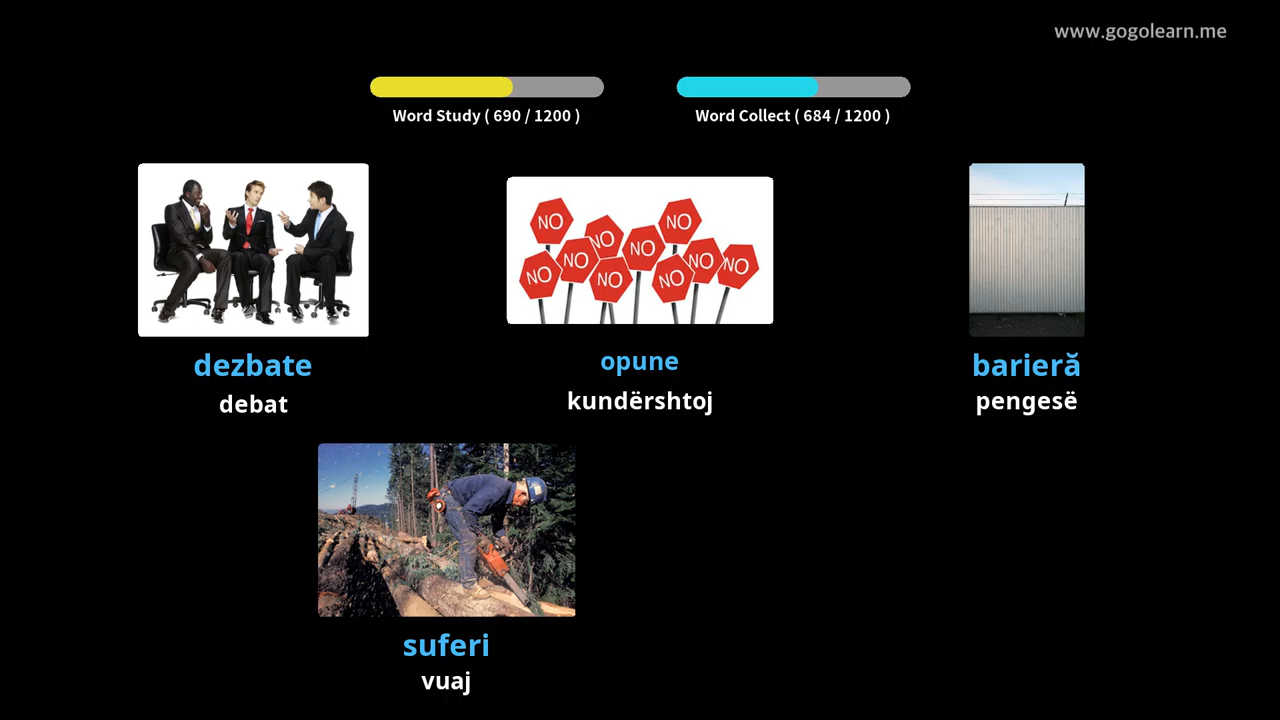 www.gogolearn.me
Word Study ( 690 / 1200 )
Word Collect ( 684 / 1200 )
NO
NO
NO
NO
NO
NO
NO
NO
NO
NO
dezbate
debat
opune
kundërshtoj
barieră
pengesë
suferi
vuaj